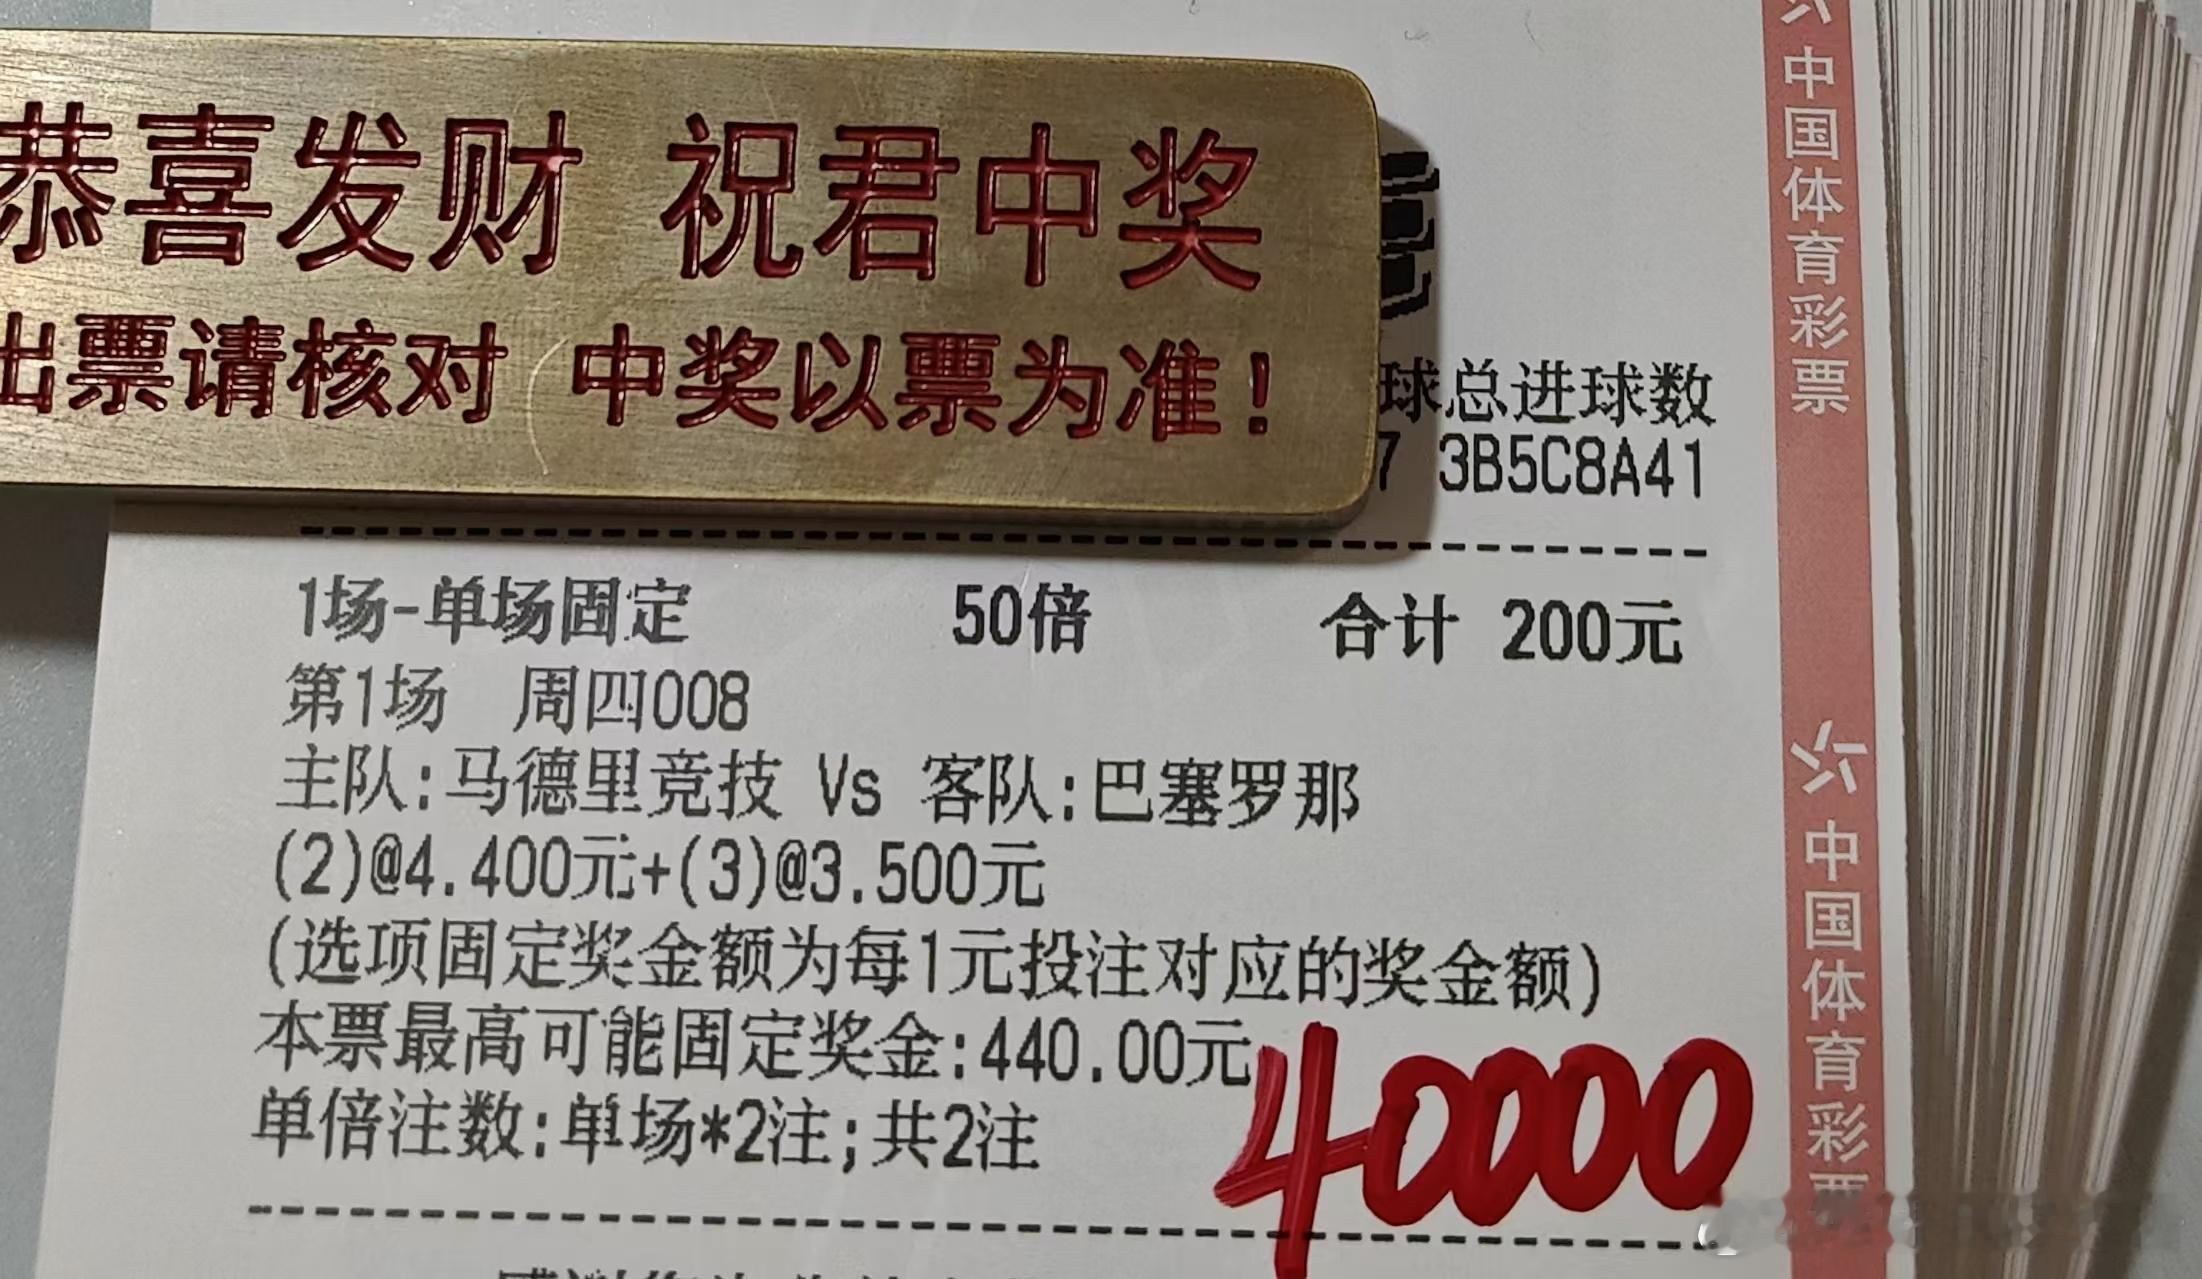 恭喜发财 祝君中奖
出票请核对 中奖以票为准!
球总进球数
7 3B5C8A41
1场-单场固定 50倍 合计 200元
第1场 周四008
主队:马德里竞技 Vs 客队:巴塞罗那
(2)@4.400元+(3)@3.500元
(选项固定奖金额为每1元投注对应的奖金额)
本票最高可能固定奖金:440.00元
40000
单倍注数:单场*2注;共2注
中国体育彩票
中国体育彩票